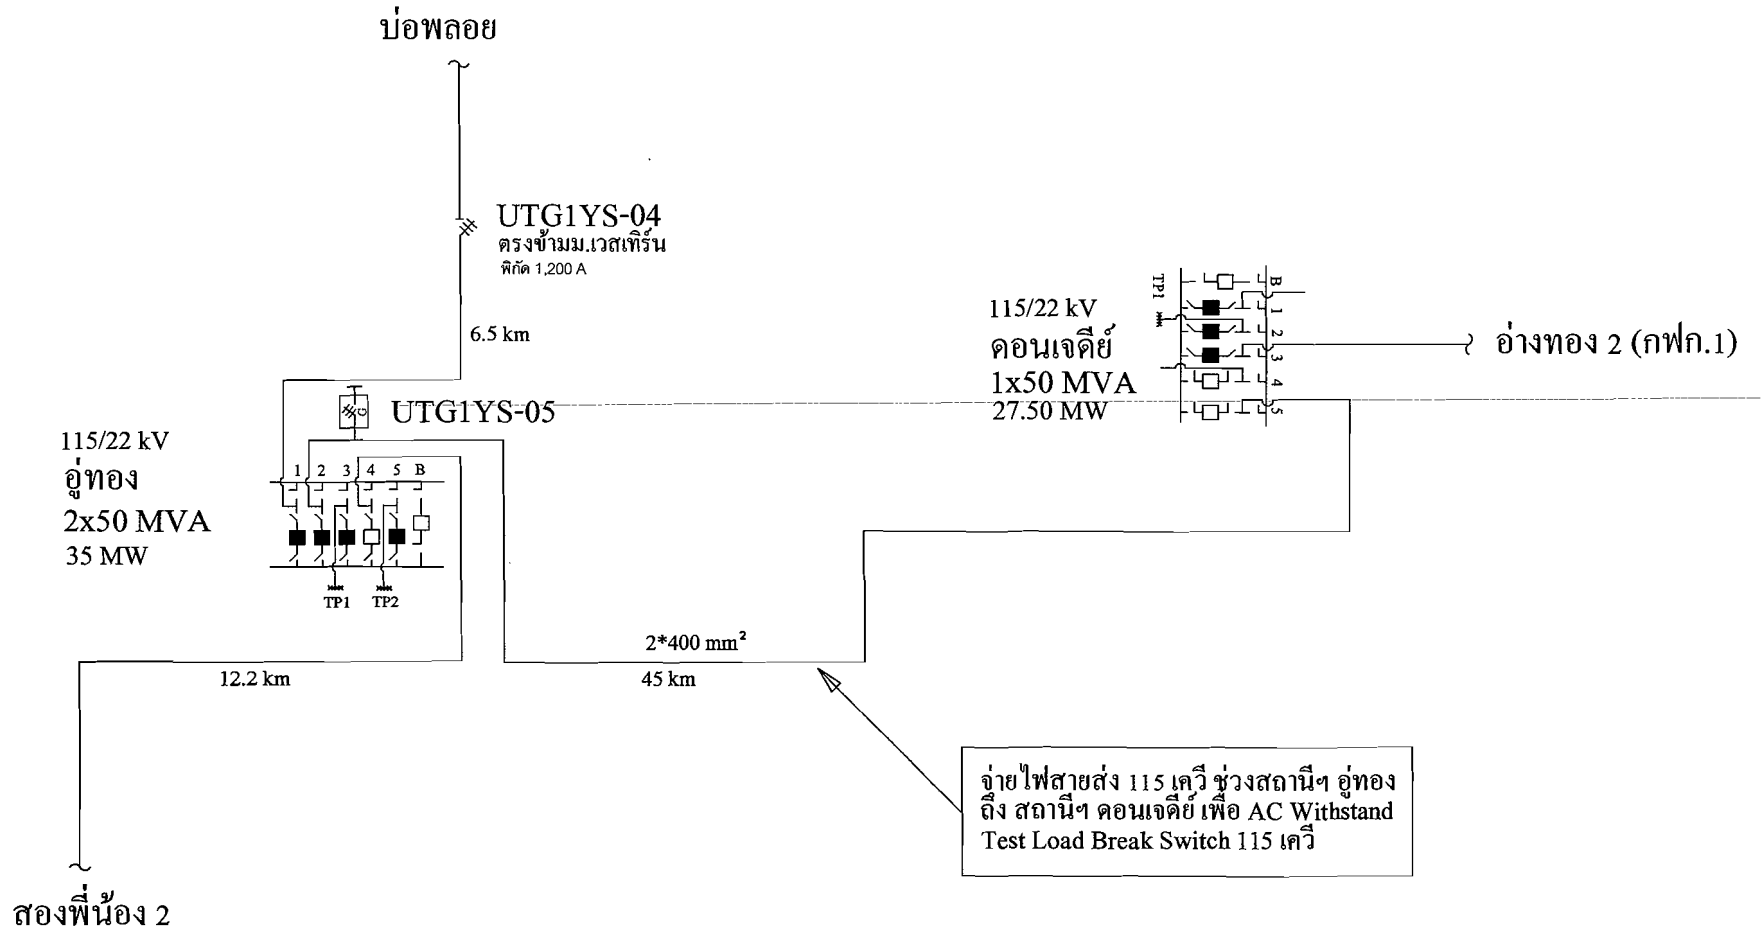 บ่อพลอย
UTG1YS-04
ตรงข้ามม.เวสเทิร์น
พิกัด 1,200 A
6.5 km
UTG1YS-05
115/22 kV
อู่ทอง
2x50 MVA
35 MW
1 2 3 4 5 B
TP1 TP2
G
115/22 kV
ดอนเจดีย์
1x50 MVA
27.50 MW
TP1
B
1
2
3
4
5
อ่างทอง 2 (กฟก.1)
12.2 km
2*400 mm²
45 km
จ่ายไฟสายส่ง 115 เควี ช่วงสถานีฯ อู่ทอง
ถึง สถานีฯ ดอนเจดีย์ เพื่อ AC Withstand
Test Load Break Switch 115 เควี
สองพี่น้อง 2